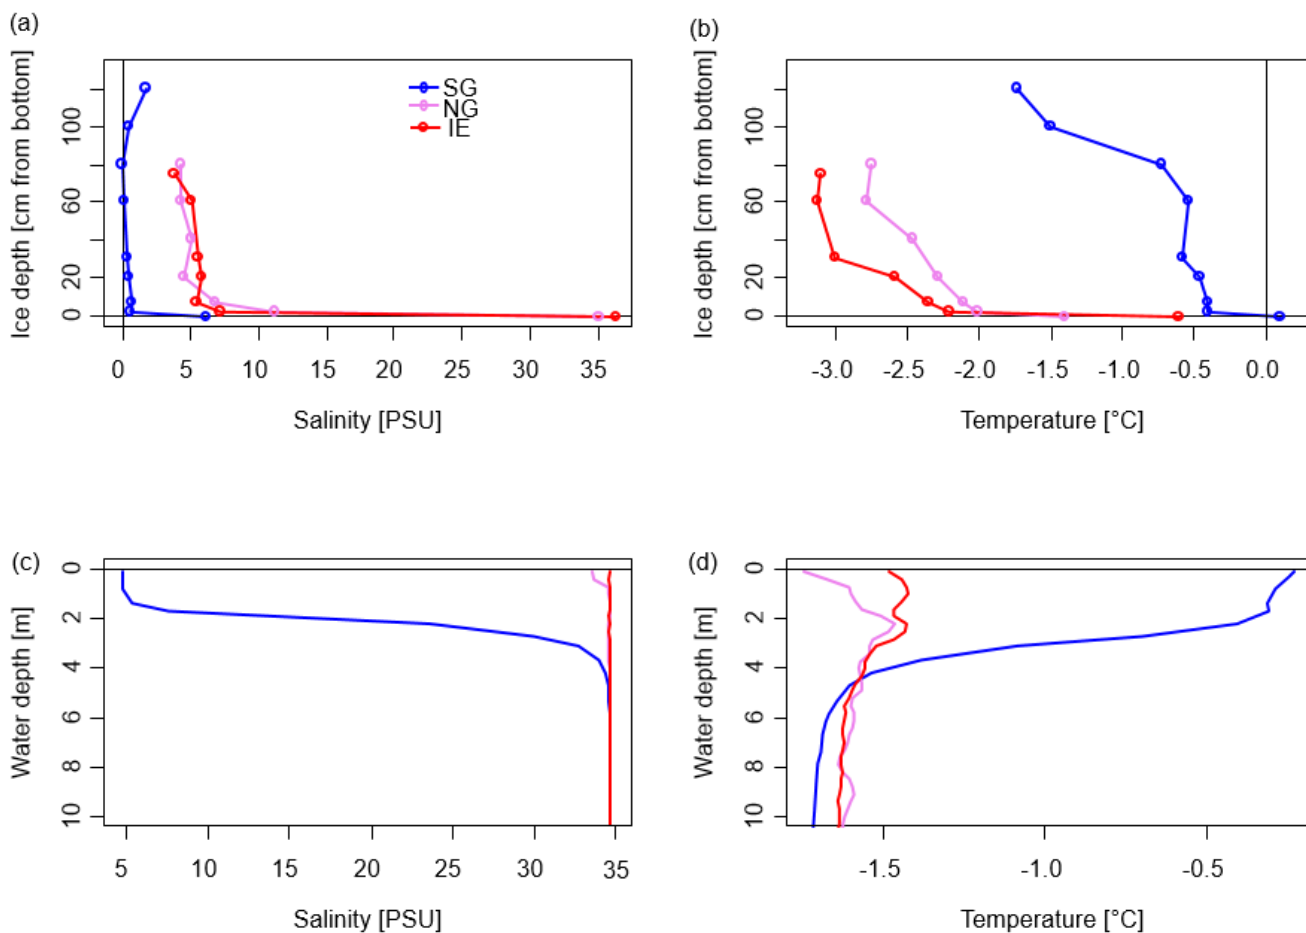 (a)
Ice depth [cm from bottom]
0 20 60 100
SG
NG
IE
0 5 10 15 20 25 30 35
Salinity [PSU]
(b)
Ice depth [cm from bottom]
0 20 60 100
-3.0 -2.5 -2.0 -1.5 -1.0 -0.5 0.0
Temperature [°C]
(c)
Water depth [m]
0 2 4 6 8 10
5 10 15 20 25 30 35
Salinity [PSU]
(d)
Water depth [m]
0 2 4 6 8 10
-1.5 -1.0 -0.5
Temperature [°C]